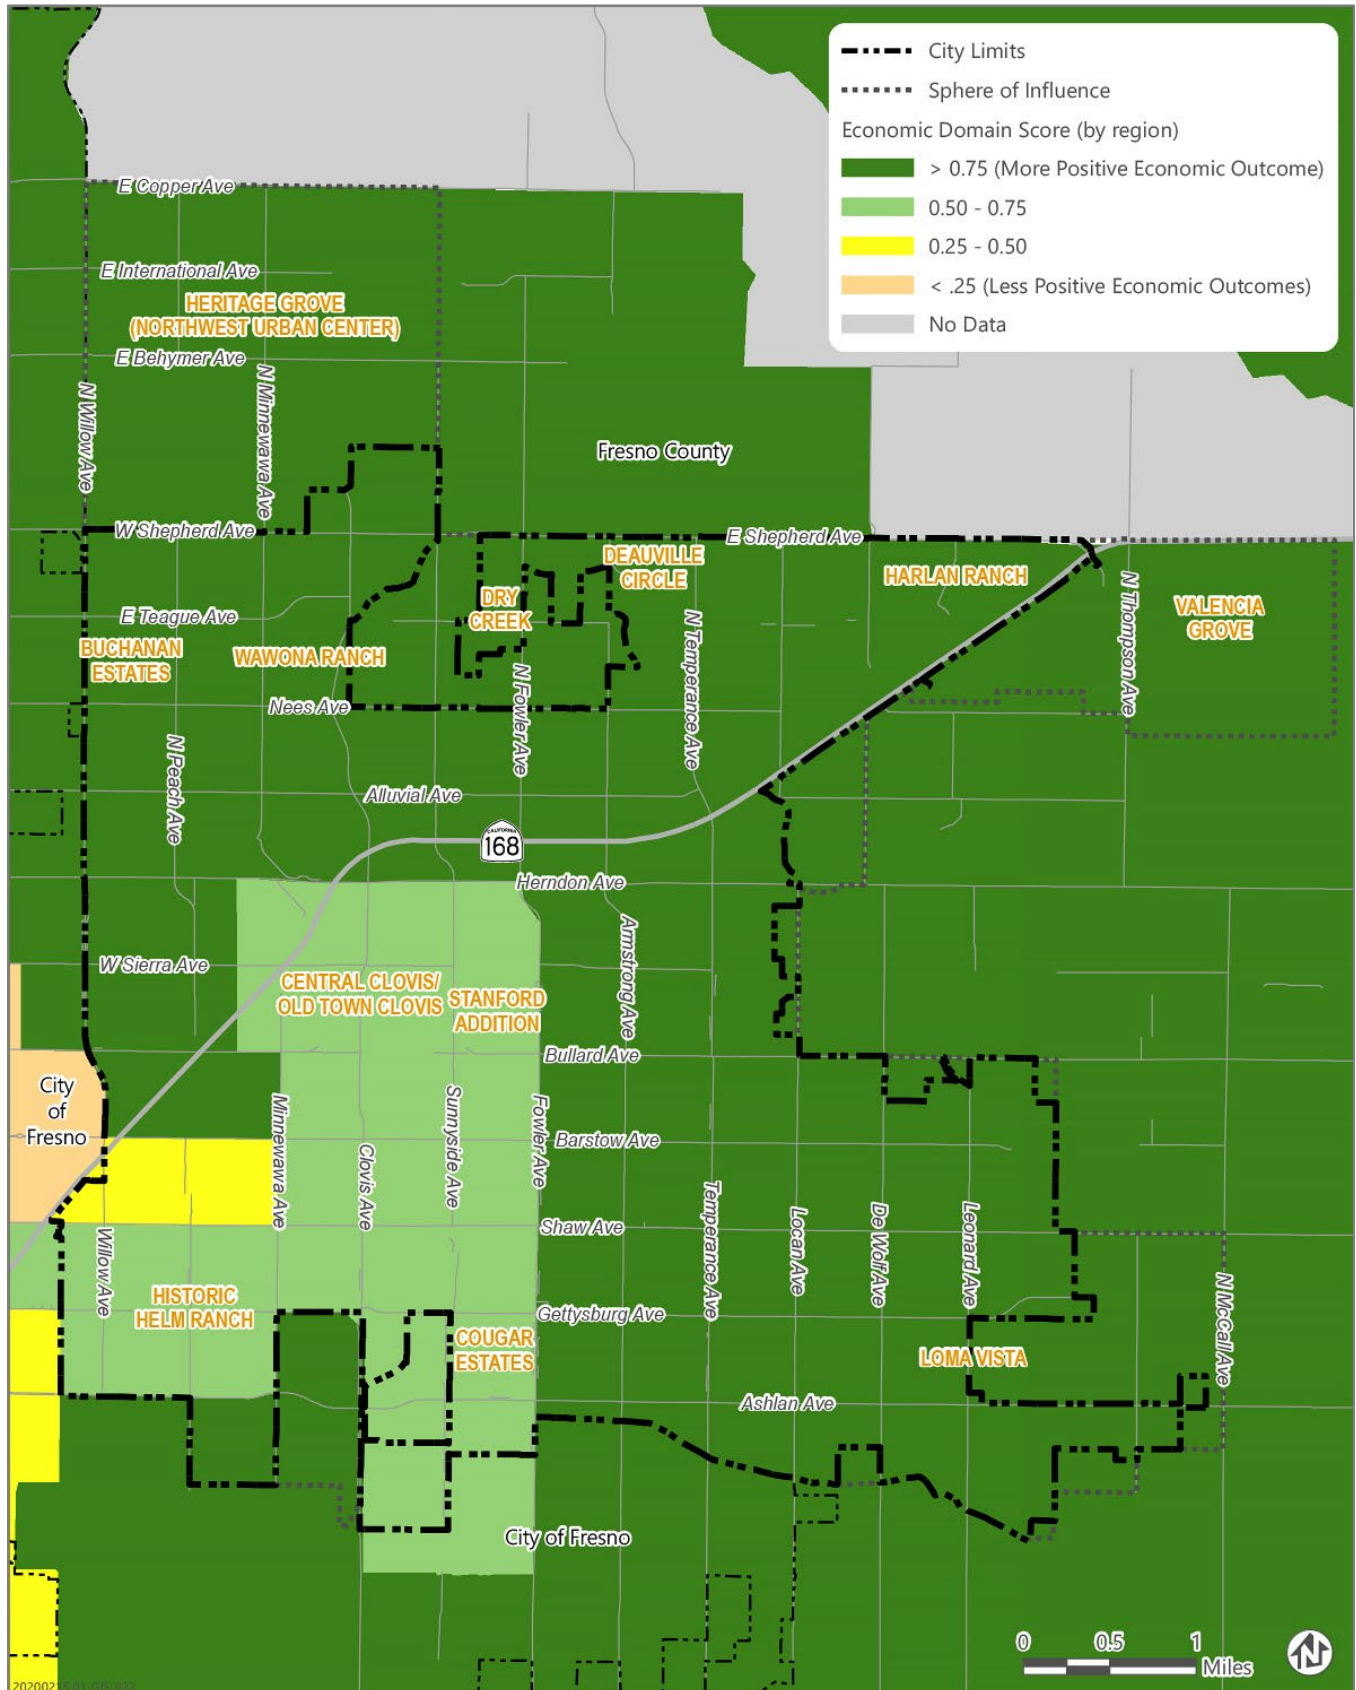 City Limits
Sphere of Influence
Economic Domain Score (by region)
> 0.75 (More Positive Economic Outcome)
0.50 - 0.75
0.25 - 0.50
< .25 (Less Positive Economic Outcomes)
No Data
E Copper Ave
E International Ave
HERITAGE GROVE
(NORTHWEST URBAN CENTER)
E Behymer Ave
N Willow Ave
N Minnewawa Ave
Fresno County
W Shepherd Ave
E Shepherd Ave
DEAUVILLE
CIRCLE
HARLAN RANCH
DRY
CREEK
E Teague Ave
VALENCIA
GROVE
N Thompson Ave
BUCHANAN
ESTATES
WAWONA RANCH
N Fowler Ave
N Temperance Ave
Nees Ave
N Peach Ave
Alluvial Ave
CALIFORNIA
168
Herndon Ave
Armstrong Ave
W Sierra Ave
CENTRAL CLOVIS/
OLD TOWN CLOVIS
STANFORD
ADDITION
Bullard Ave
City
of
Fresno
Minnewawa Ave
Clovis Ave
Sunnyside Ave
Fowler Ave
Barstow Ave
Shaw Ave
Temperance Ave
Locan Ave
De Wolf Ave
Leonard Ave
Willow Ave
HISTORIC
HELM RANCH
Gettysburg Ave
N McCall Ave
COUGAR
ESTATES
LOMA VISTA
Ashlan Ave
City of Fresno
0 0.5 1
Miles
N